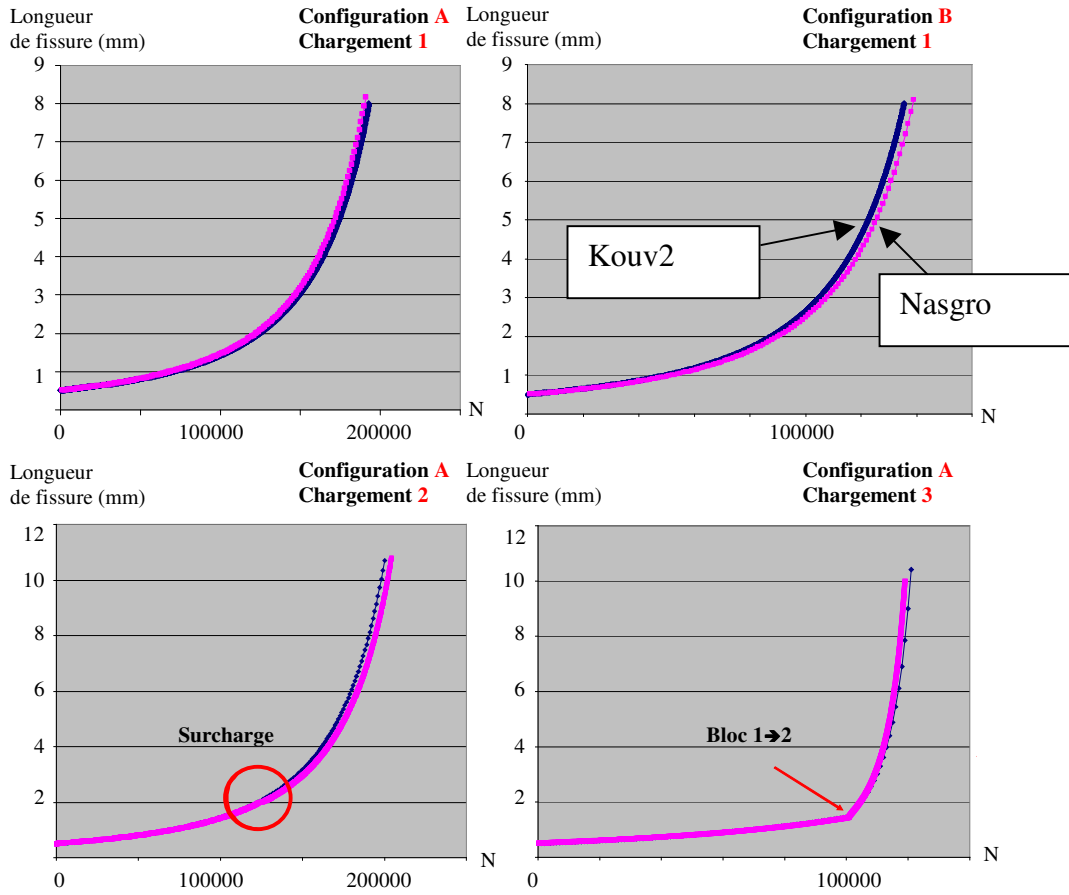 Longueur
de fissure (mm)
Configuration A
Chargement 1
9
8
7
6
5
4
3
2
1
0
100000
200000
N
Longueur
de fissure (mm)
Configuration B
Chargement 1
9
8
7
6
5
4
3
2
1
Kouv2
Nasgro
0
100000
N
Longueur
de fissure (mm)
Configuration A
Chargement 2
12
10
8
6
4
2
Surcharge
0
100000
200000
N
Longueur
de fissure (mm)
Configuration A
Chargement 3
12
10
8
6
4
2
Bloc 1➔2
0
100000
N